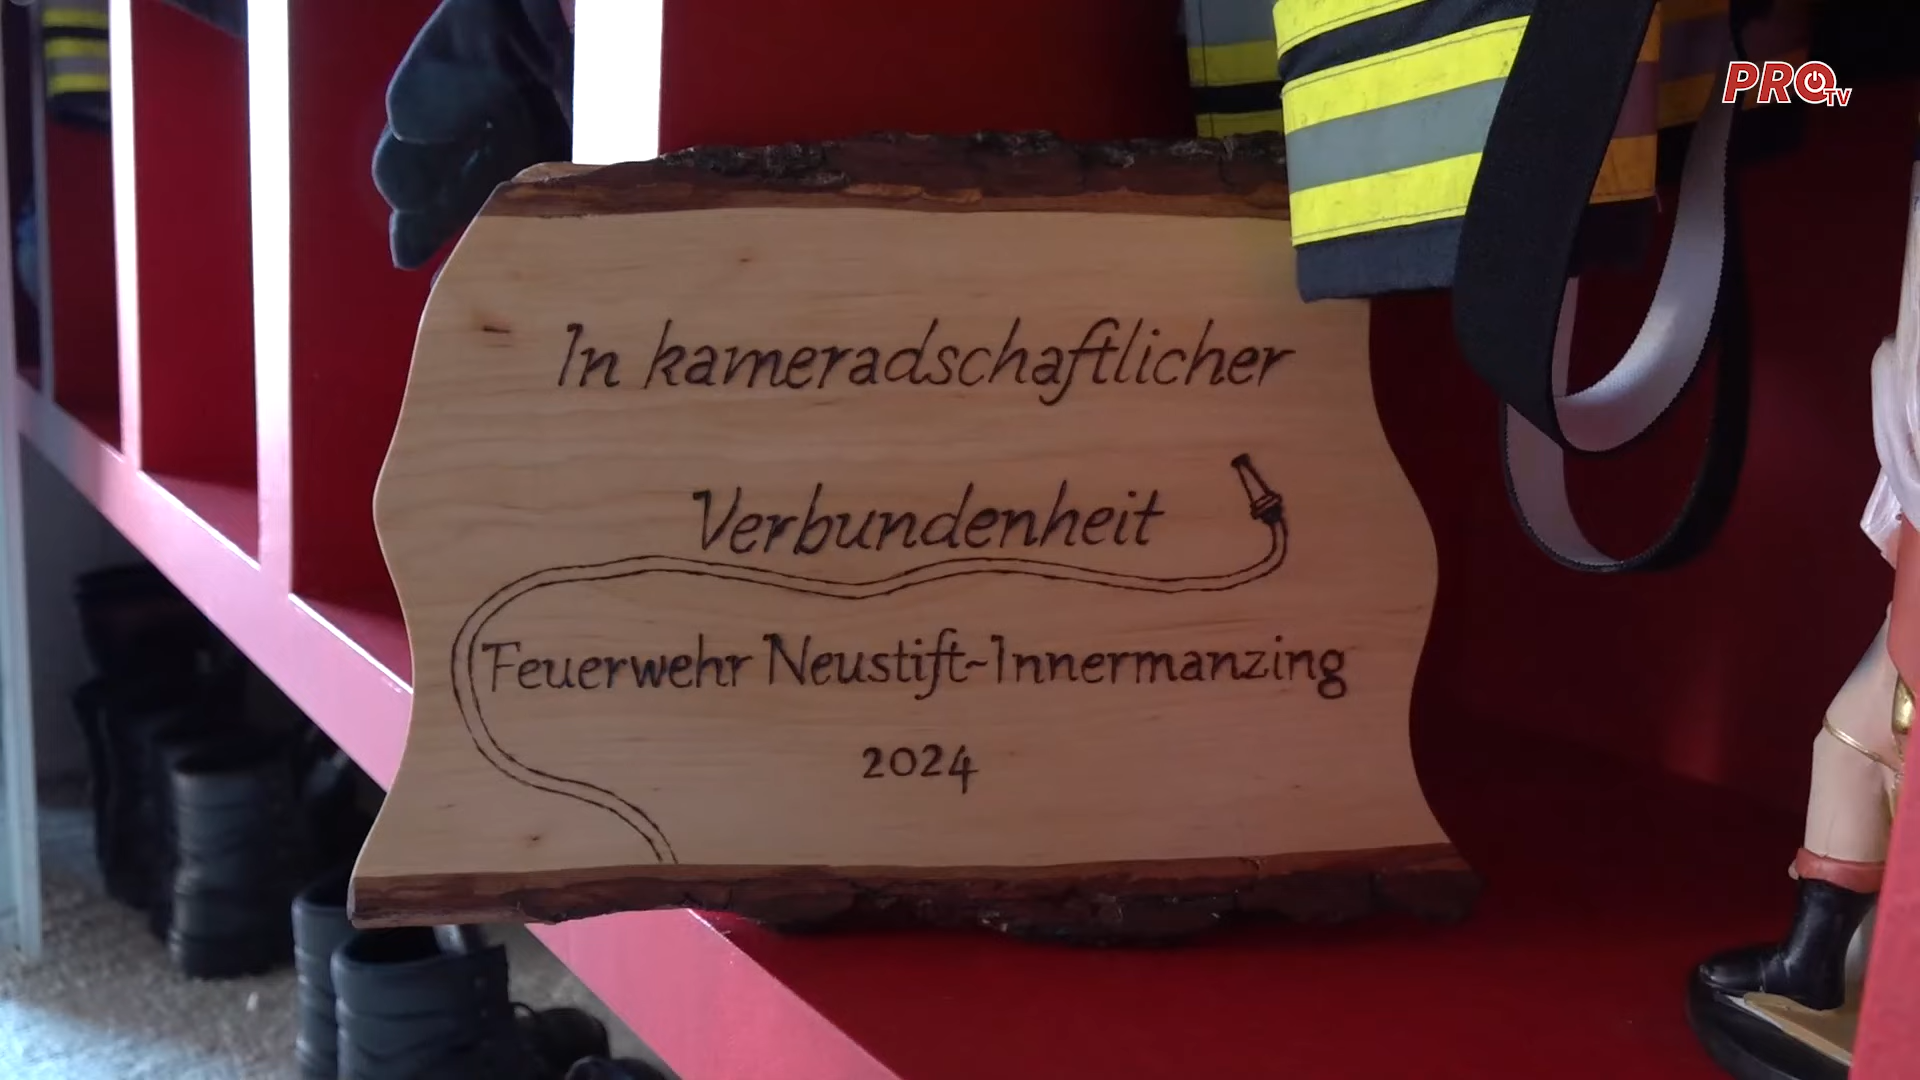 PRO TV
In kameradschaftlicher
Verbundenheit
Feuerwehr Neustift-Innermanzing
2024